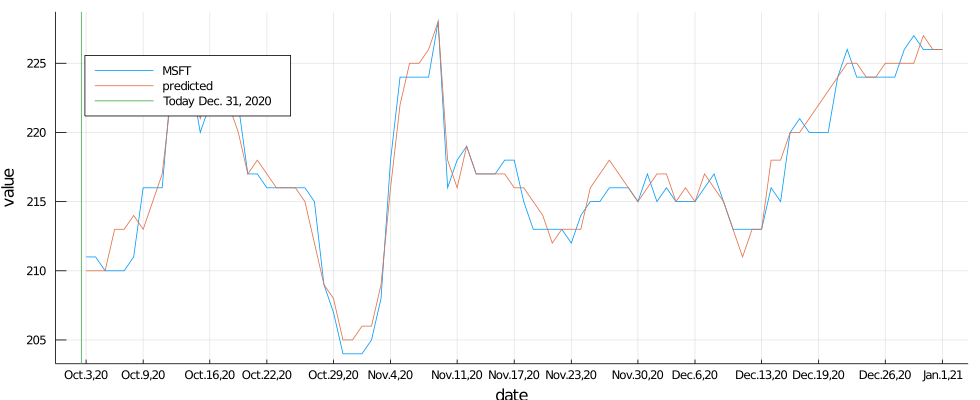 MSFT
predicted
Today Dec. 31, 2020
value
225
220
215
210
205
Oct.3,20 Oct.9,20 Oct.16,20 Oct.22,20 Oct.29,20 Nov.4,20 Nov.11,20 Nov.17,20 Nov.23,20 Nov.30,20 Dec.6,20 Dec.13,20 Dec.19,20 Dec.26,20 Jan.1,21
date